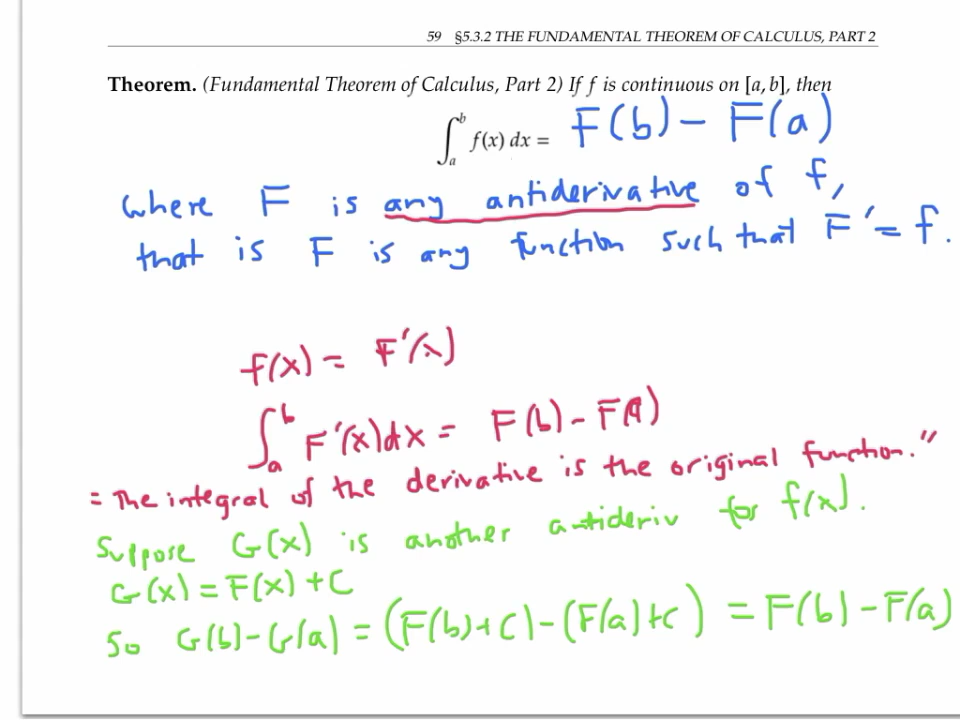 59 §5.3.2 THE FUNDAMENTAL THEOREM OF CALCULUS, PART 2
Theorem. (Fundamental Theorem of Calculus, Part 2) If f is continuous on [a, b], then
∫_a^b f(x) dx = F(b) - F(a)
where F is any antiderivative of f,
that is F is any function such that F' = f.
f(x) = F'(x)
∫_a^b F'(x)dx = F(b) - F(a)
= The integral of the derivative is the original function."
Suppose G(x) is another antideriv for f(x).
G(x) = F(x) + C
So G(b) - G(a) = (F(b) + C) - (F(a) + C) = F(b) - F(a)